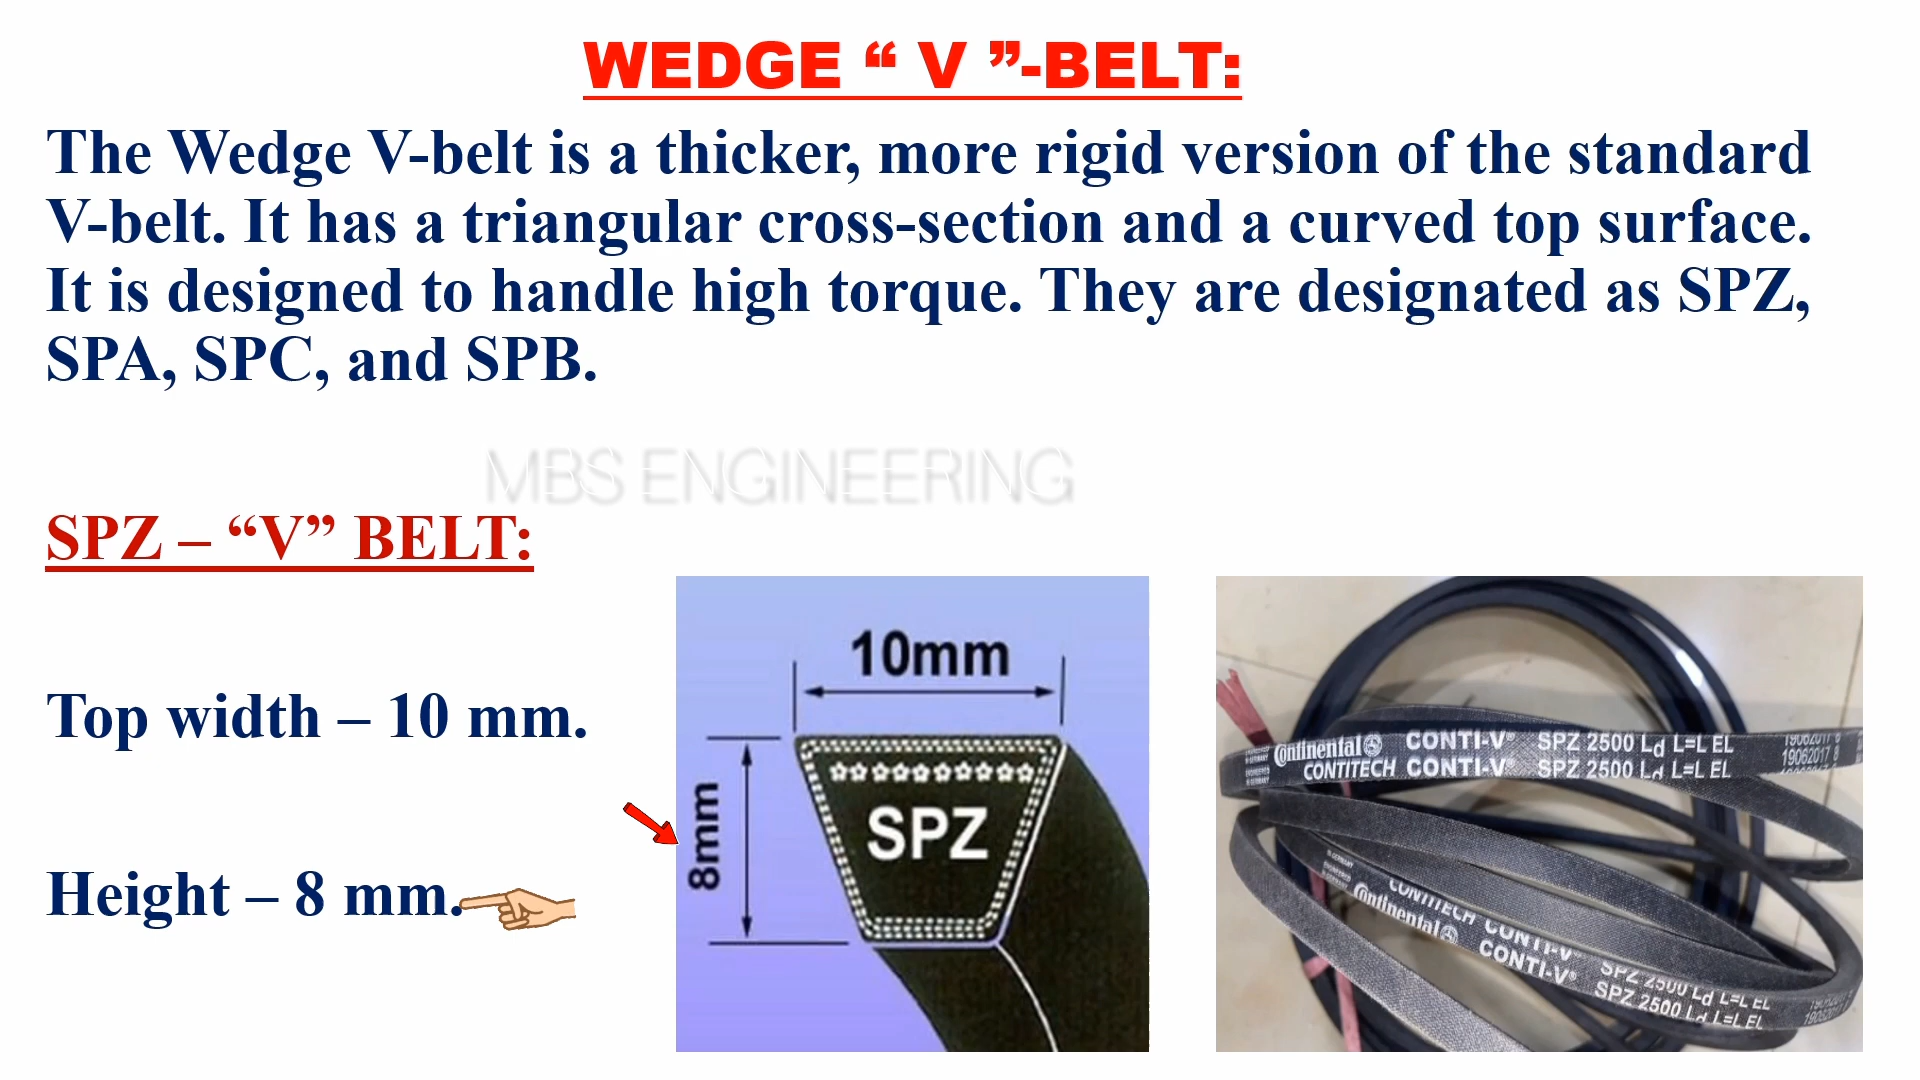 WEDGE “ V ”-BELT:
The Wedge V-belt is a thicker, more rigid version of the standard
V-belt. It has a triangular cross-section and a curved top surface.
It is designed to handle high torque. They are designated as SPZ,
SPA, SPC, and SPB.
MBS ENGINEERING
SPZ – “V” BELT:
Top width – 10 mm.
Height – 8 mm.
10mm
8mm
SPZ
Continental CONTI-V® SPZ 2500 Ld L=L EL
CONTITECH CONTI-V® SPZ 2500 Ld L=L EL
19062017 8
CONTITECH CONTI-V SPZ 2500 Ld L=L EL
Continental CONTI-V® SPZ 2500 Ld L=L EL